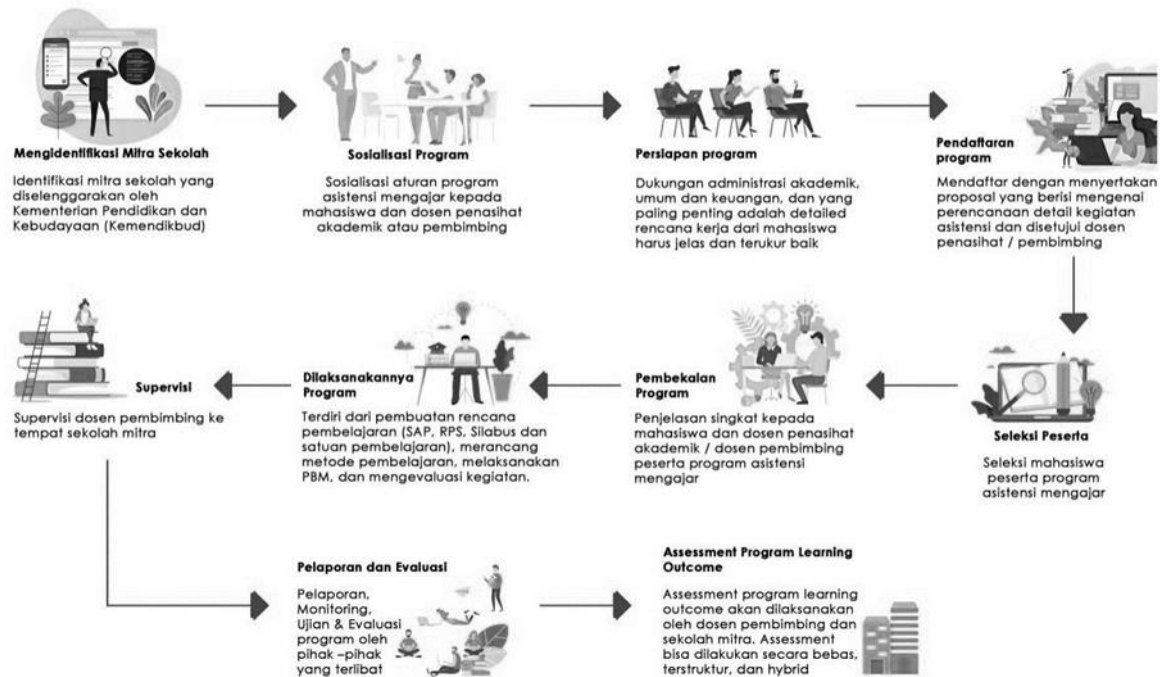 Mengidentifikasi Mitra Sekolah
Identifikasi mitra sekolah yang
diselenggarakan oleh
Kementerian Pendidikan dan
Kebudayaan (Kemendikbud)
Sosialisasi Program
Sosialisasi aturan program
asistensi mengajar kepada
mahasiswa dan dosen penasihat
akademik atau pembimbing
Persiapan program
Dukungan administrasi akademik,
umum dan keuangan, dan yang
paling penting adalah detailed
rencana kerja dari mahasiswa
harus jelas dan terukur baik
Pendaftaran
program
Mendaftar dengan menyertakan
proposal yang berisi mengenai
perencanaan detail kegiatan
asistensi dan disetujui dosen
penasihat / pembimbing
Seleksi Peserta
Seleksi mahasiswa
peserta program
asistensi mengajar
Pembekalan
Program
Penjelasan singkat kepada
mahasiswa dan dosen penasihat
akademik / dosen pembimbing
peserta program asistensi
mengajar
Dilaksanakannya
Program
Terdiri dari pembuatan rencana
pembelajaran (SAP, RPS, Silabus dan
satuan pembelajaran), merancang
metode pembelajaran, melaksanakan
PBM, dan mengevaluasi kegiatan.
Supervisi
Supervisi dosen pembimbing ke
tempat sekolah mitra
Pelaporan dan Evaluasi
Pelaporan,
Monitoring,
Ujian & Evaluasi
program oleh
pihak –pihak
yang terlibat
Assessment Program Learning
Outcome
Assessment program learning
outcome akan dilaksanakan
oleh dosen pembimbing dan
sekolah mitra. Assessment
bisa dilakukan secara bebas,
terstruktur, dan hybrid